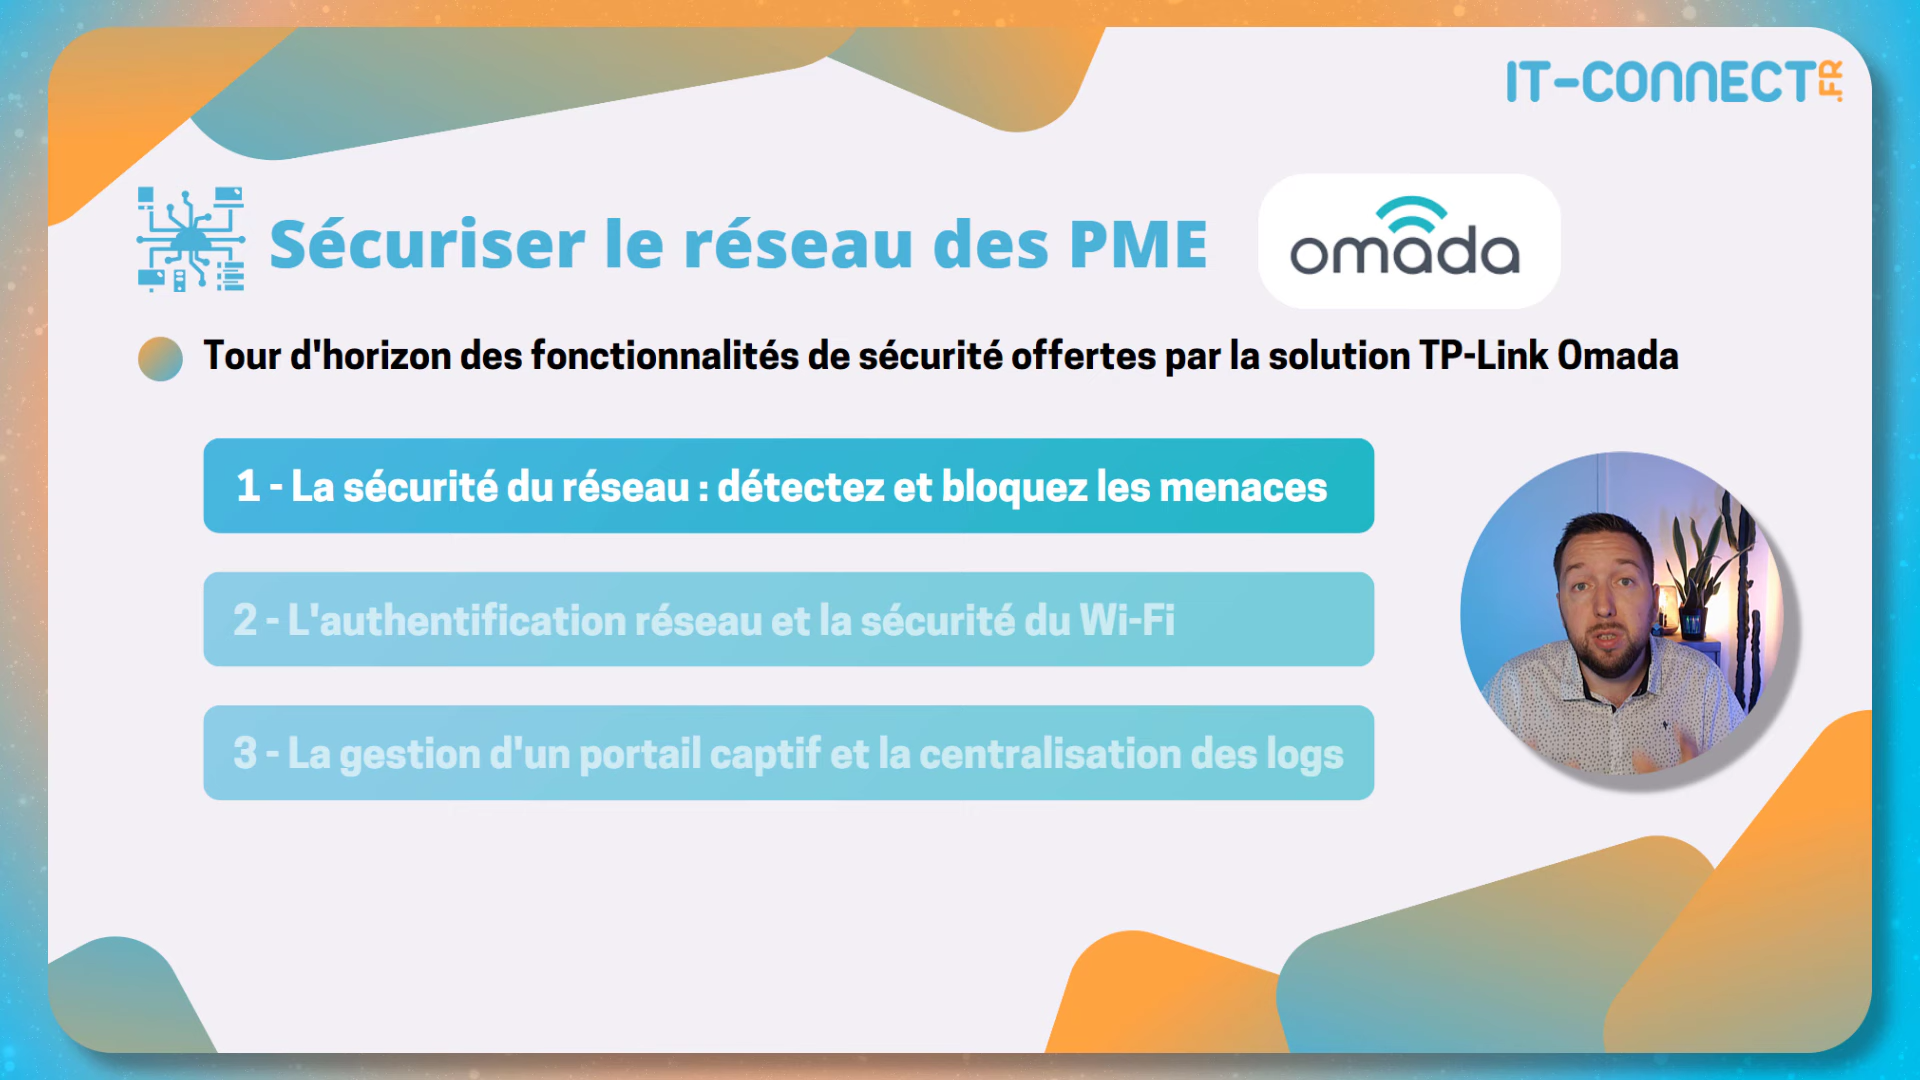 IT-CONNECT.FR
Sécuriser le réseau des PME
omada
Tour d'horizon des fonctionnalités de sécurité offertes par la solution TP-Link Omada
1 - La sécurité du réseau : détectez et bloquez les menaces
2 - L'authentification réseau et la sécurité du Wi-Fi
3 - La gestion d'un portail captif et la centralisation des logs